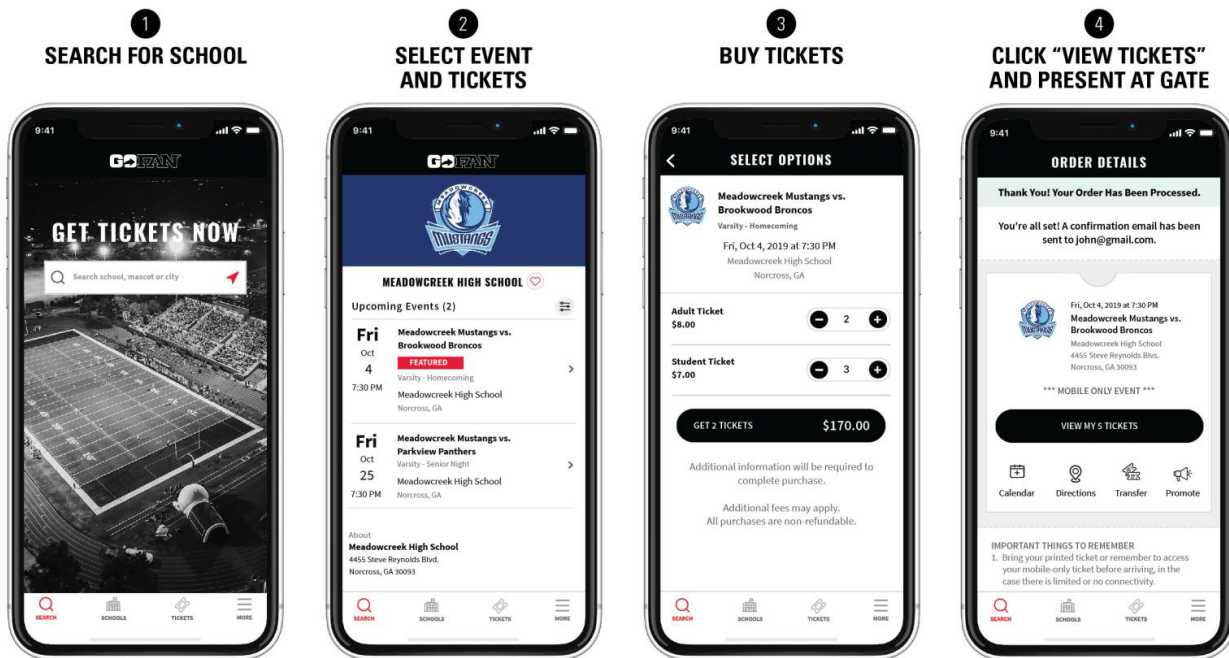 1
SEARCH FOR SCHOOL
9:41
GOFAN
GET TICKETS NOW
Search school, mascot or city
SEARCH
SCHOOLS
TICKETS
MORE
2
SELECT EVENT
AND TICKETS
9:41
GOFAN
MEADOWCREEK
MUSTANGS
MEADOWCREEK HIGH SCHOOL
Upcoming Events (2)
Fri
Oct
4
7:30 PM
Meadowcreek Mustangs vs.
Brookwood Broncos
FEATURED
Varsity - Homecoming
Meadowcreek High School
Norcross, GA
Fri
Oct
25
7:30 PM
Meadowcreek Mustangs vs.
Parkview Panthers
Varsity - Senior Night
Meadowcreek High School
Norcross, GA
About
Meadowcreek High School
4455 Steve Reynolds Blvd.
Norcross, GA 30093
SEARCH
SCHOOLS
TICKETS
MORE
3
BUY TICKETS
9:41
SELECT OPTIONS
MUSTANGS
Meadowcreek Mustangs vs.
Brookwood Broncos
Varsity - Homecoming
Fri, Oct 4, 2019 at 7:30 PM
Meadowcreek High School
Norcross, GA
Adult Ticket
$8.00
2
Student Ticket
$7.00
3
GET 2 TICKETS $170.00
Additional information will be required to
complete purchase.
Additional fees may apply.
All purchases are non-refundable.
SEARCH
SCHOOLS
TICKETS
MORE
4
CLICK “VIEW TICKETS”
AND PRESENT AT GATE
9:41
ORDER DETAILS
Thank You! Your Order Has Been Processed.
You're all set! A confirmation email has been
sent to john@gmail.com.
MUSTANGS
Fri, Oct 4, 2019 at 7:30 PM
Meadowcreek Mustangs vs.
Brookwood Broncos
Meadowcreek High School
4455 Steve Reynolds Blvs.
Norcross, GA 30093
*** MOBILE ONLY EVENT ***
VIEW MY 5 TICKETS
Calendar
Directions
Transfer
Promote
IMPORTANT THINGS TO REMEMBER
1. Bring your printed ticket or remember to access
your mobile-only ticket before arriving, in the
case there is limited or no connectivity.
SEARCH
SCHOOLS
TICKETS
MORE